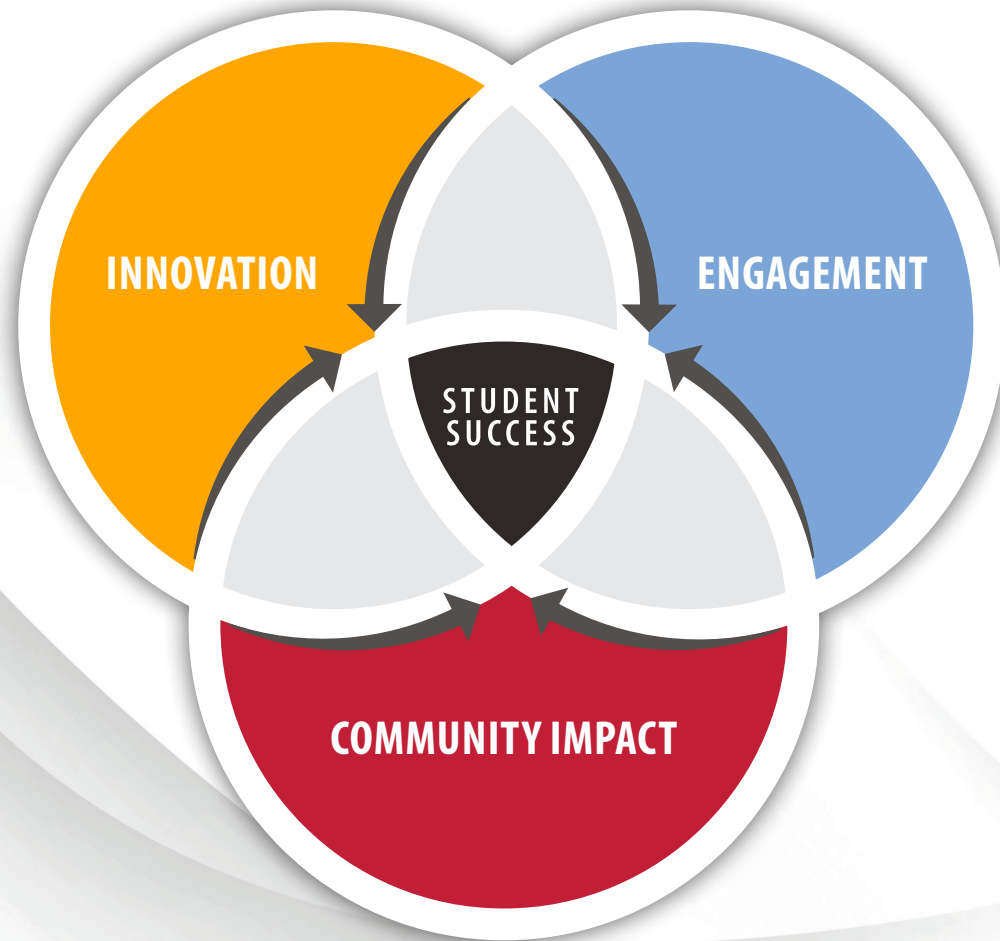 INNOVATION
ENGAGEMENT
STUDENT
SUCCESS
COMMUNITY IMPACT